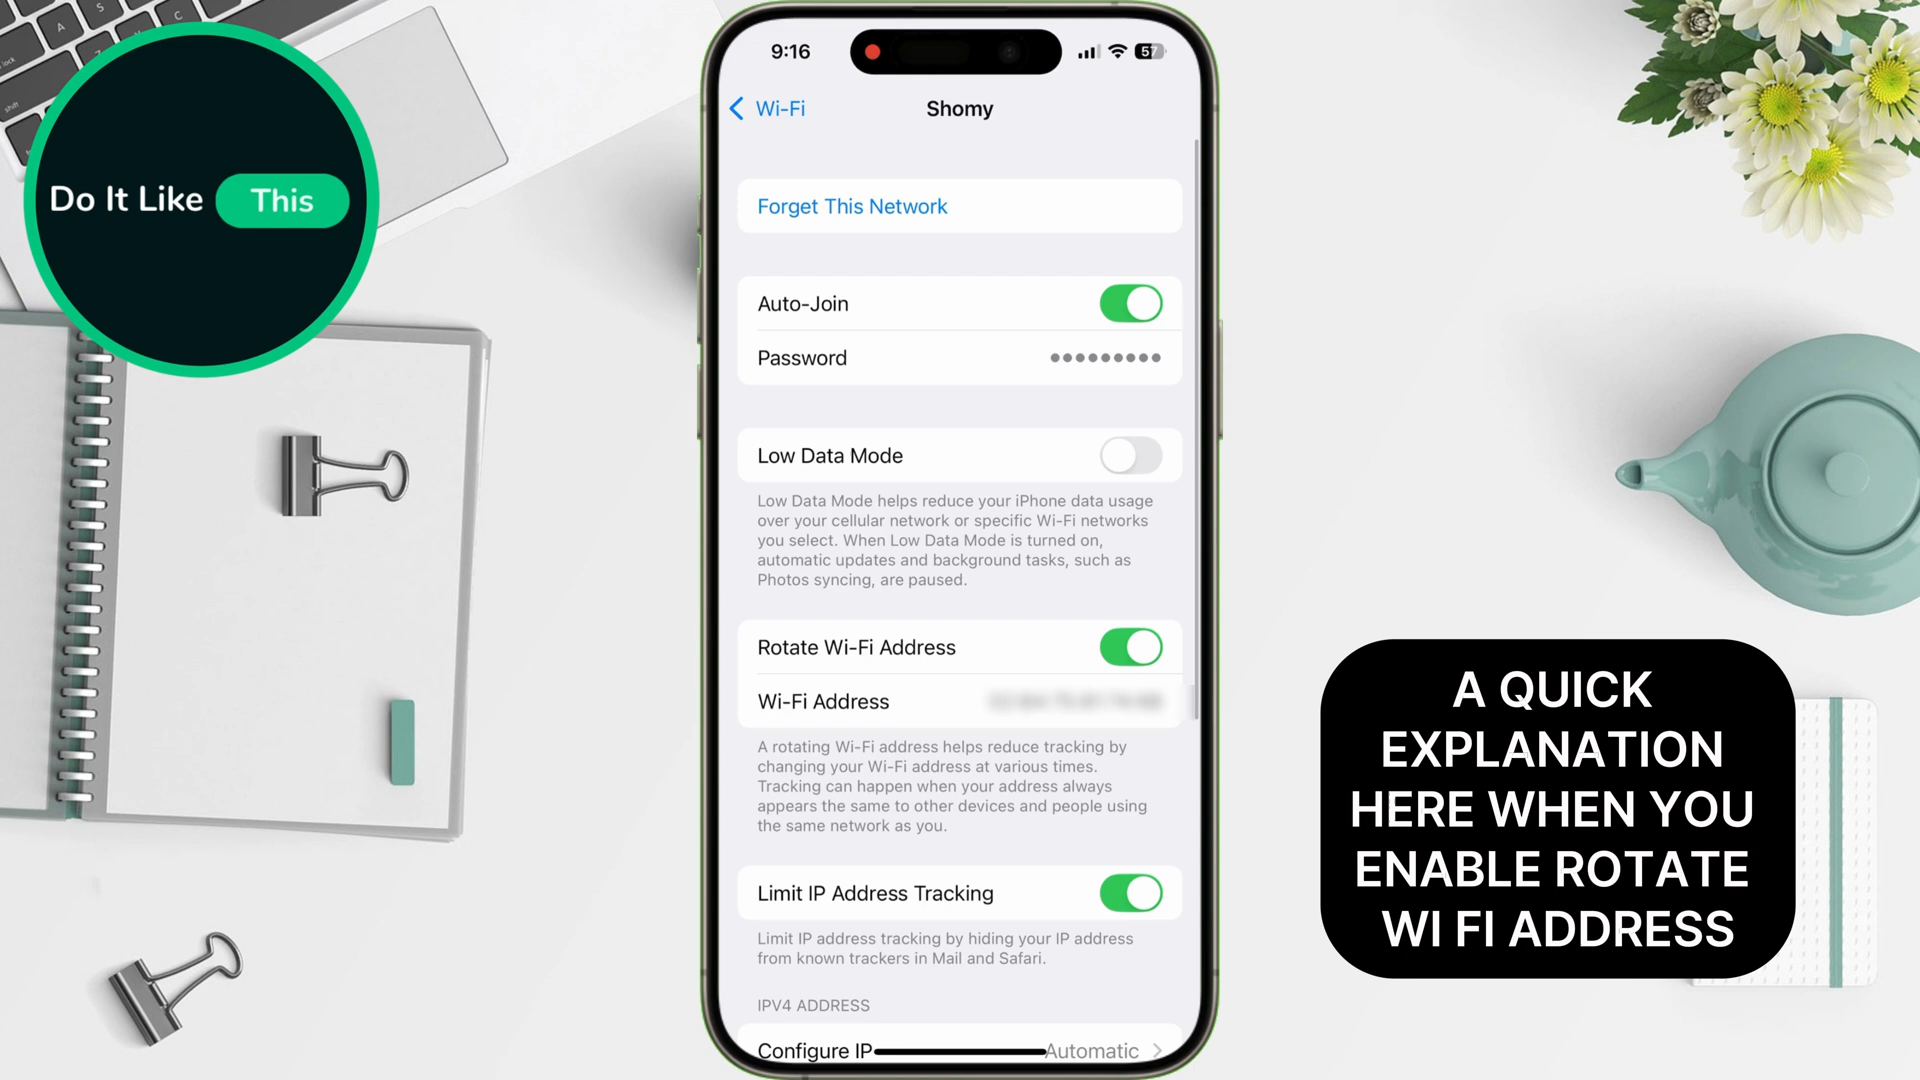 Do It Like This
9:16
57
Wi-Fi
Shomy
Forget This Network
Auto-Join
Password
Low Data Mode
Low Data Mode helps reduce your iPhone data usage
over your cellular network or specific Wi-Fi networks
you select. When Low Data Mode is turned on,
automatic updates and background tasks, such as
Photos syncing, are paused.
Rotate Wi-Fi Address
Wi-Fi Address
A rotating Wi-Fi address helps reduce tracking by
changing your Wi-Fi address at various times.
Tracking can happen when your address always
appears the same to other devices and people using
the same network as you.
Limit IP Address Tracking
Limit IP address tracking by hiding your IP address
from known trackers in Mail and Safari.
IPV4 ADDRESS
Configure IP Automatic
A QUICK
EXPLANATION
HERE WHEN YOU
ENABLE ROTATE
WI FI ADDRESS